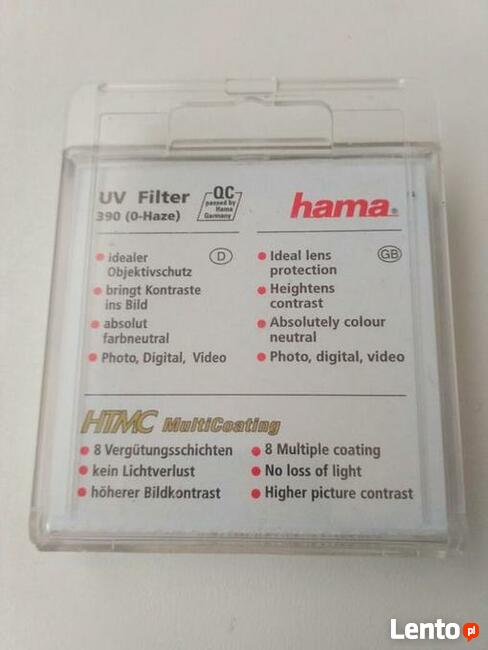 UV Filter
390 (0-Haze)
QC
passed by
Hama
Germany
hama®
• idealer
Objektivschutz
D
• bringt Kontraste
ins Bild
• absolut
farbneutral
• Photo, Digital, Video
• Ideal lens
protection
GB
• Heightens
contrast
• Absolutely colour
neutral
• Photo, digital, video
HTMC MultiCoating
• 8 Vergütungsschichten
• kein Lichtverlust
• höherer Bildkontrast
• 8 Multiple coating
• No loss of light
• Higher picture contrast
Lento pl